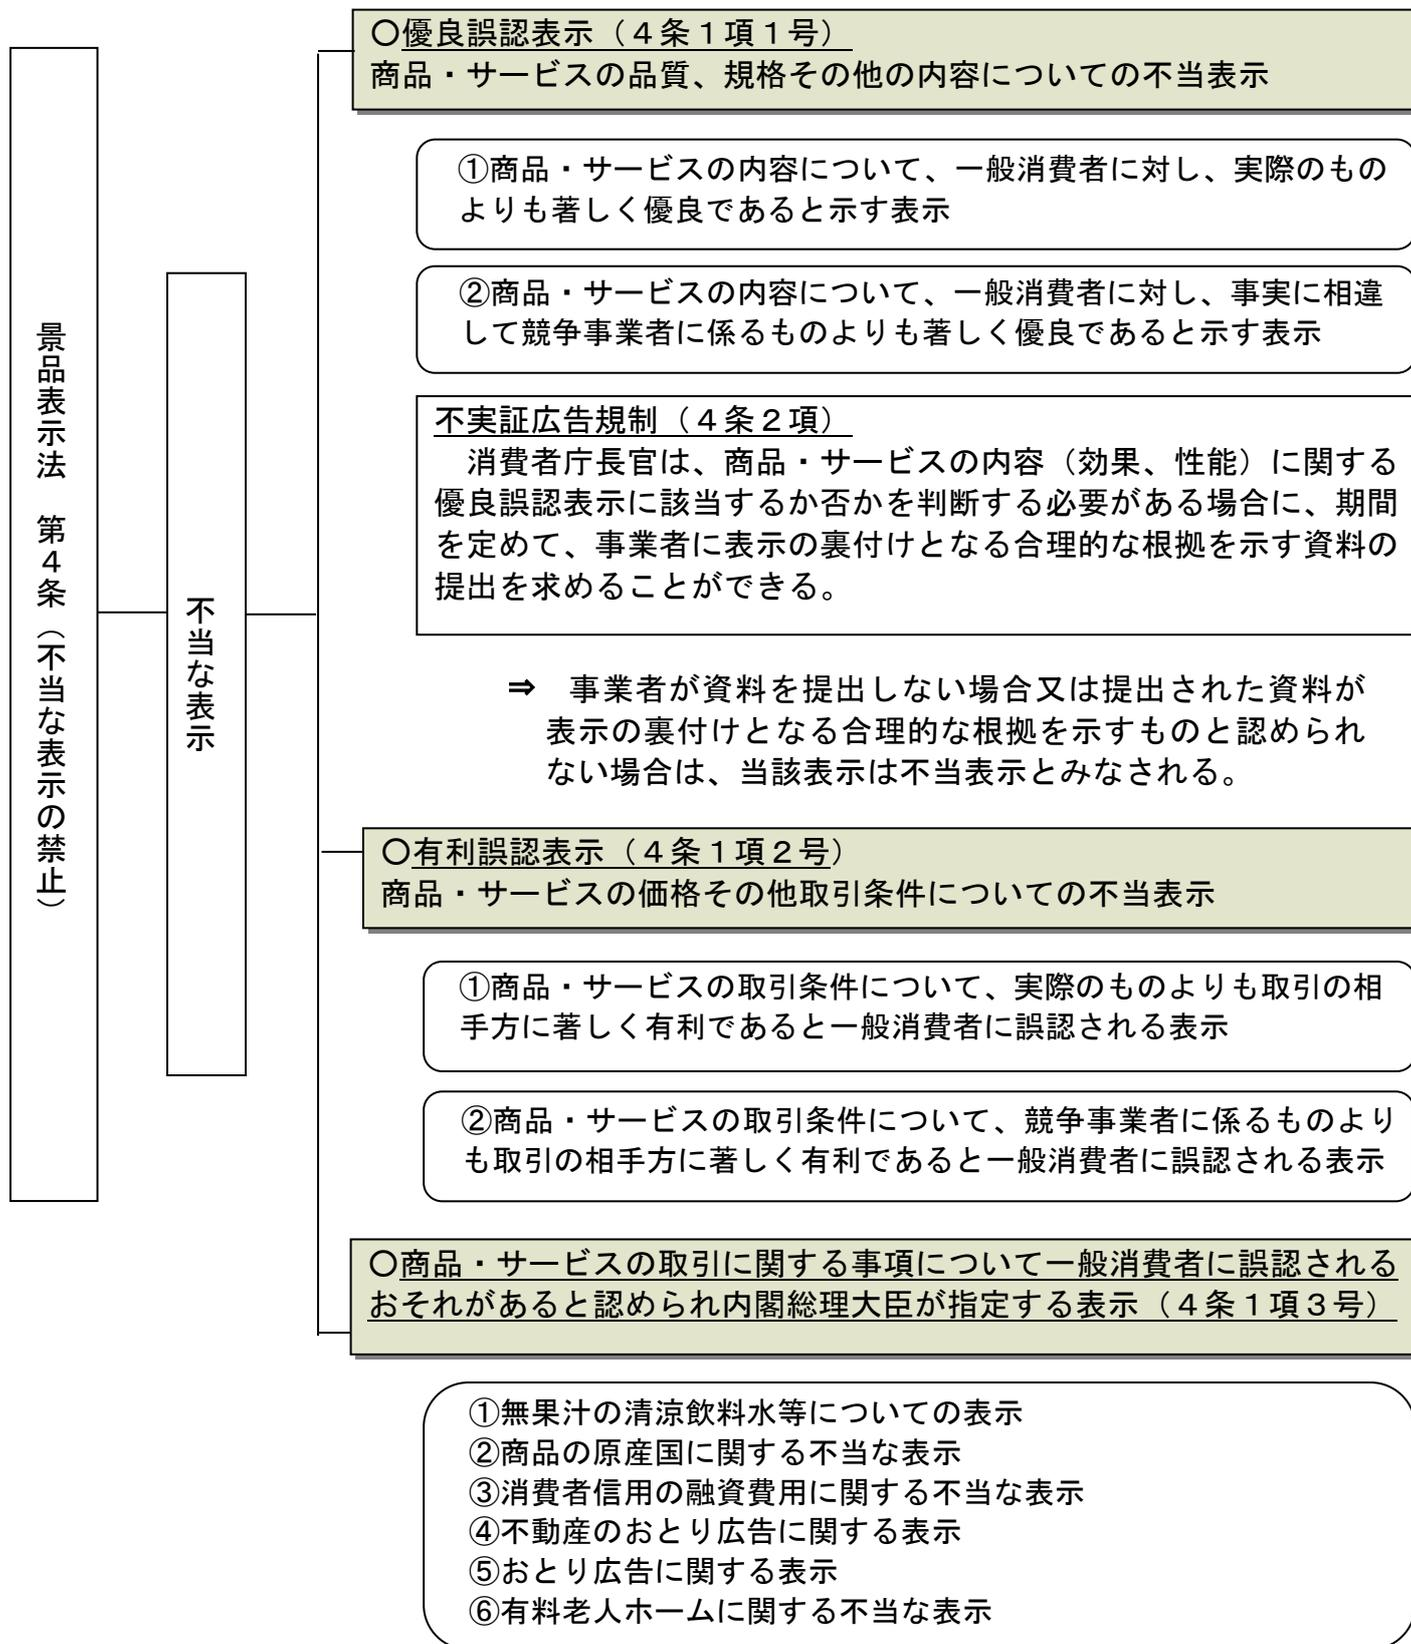 景品表示法　第４条（不当な表示の禁止）
不当な表示
○優良誤認表示（４条１項１号）
商品・サービスの品質、規格その他の内容についての不当表示
①商品・サービスの内容について、一般消費者に対し、実際のもの
よりも著しく優良であると示す表示
②商品・サービスの内容について、一般消費者に対し、事実に相違
して競争事業者に係るものよりも著しく優良であると示す表示
不実証広告規制（４条２項）
　消費者庁長官は、商品・サービスの内容（効果、性能）に関する
優良誤認表示に該当するか否かを判断する必要がある場合に、期間
を定めて、事業者に表示の裏付けとなる合理的な根拠を示す資料の
提出を求めることができる。
⇒　事業者が資料を提出しない場合又は提出された資料が
表示の裏付けとなる合理的な根拠を示すものと認められ
ない場合は、当該表示は不当表示とみなされる。
○有利誤認表示（４条１項２号）
商品・サービスの価格その他取引条件についての不当表示
①商品・サービスの取引条件について、実際のものよりも取引の相
手方に著しく有利であると一般消費者に誤認される表示
②商品・サービスの取引条件について、競争事業者に係るものより
も取引の相手方に著しく有利であると一般消費者に誤認される表示
○商品・サービスの取引に関する事項について一般消費者に誤認される
おそれがあると認められ内閣総理大臣が指定する表示（４条１項３号）
①無果汁の清涼飲料水等についての表示
②商品の原産国に関する不当な表示
③消費者信用の融資費用に関する不当な表示
④不動産のおとり広告に関する表示
⑤おとり広告に関する表示
⑥有料老人ホームに関する不当な表示